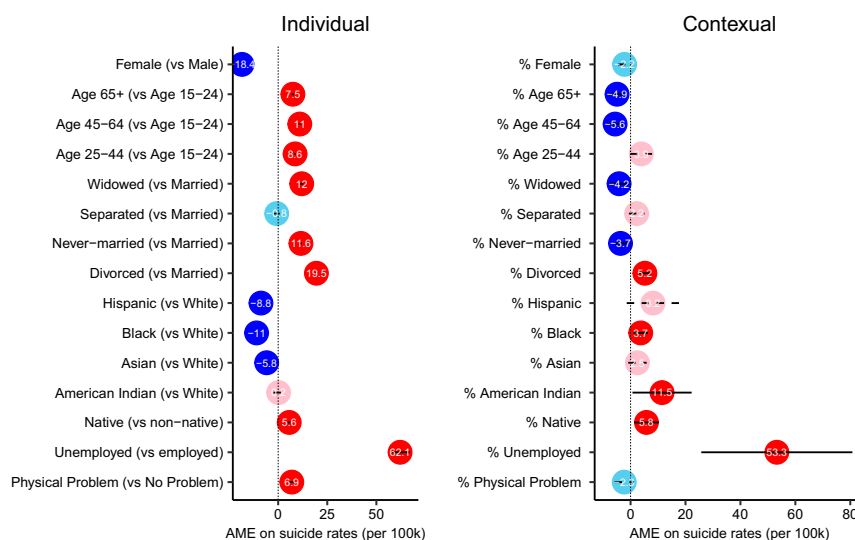 Individual
Contexual
Female (vs Male)
−18.4
% Female
−2.2
Age 65+ (vs Age 15−24)
7.5
% Age 65+
−4.9
Age 45−64 (vs Age 15−24)
11
% Age 45−64
−5.6
Age 25−44 (vs Age 15−24)
8.6
% Age 25−44
Widowed (vs Married)
12
% Widowed
−4.2
Separated (vs Married)
−0.8
% Separated
Never−married (vs Married)
11.6
% Never−married
−3.7
Divorced (vs Married)
19.5
% Divorced
5.2
Hispanic (vs White)
−8.8
% Hispanic
Black (vs White)
−11
% Black
3.7
Asian (vs White)
−5.8
% Asian
American Indian (vs White)
% American Indian
11.5
Native (vs non−native)
5.6
% Native
5.8
Unemployed (vs employed)
62.1
% Unemployed
53.3
Physical Problem (vs No Problem)
6.9
% Physical Problem
0 25 50
0 20 40 60 80
AME on suicide rates (per 100k)
AME on suicide rates (per 100k)